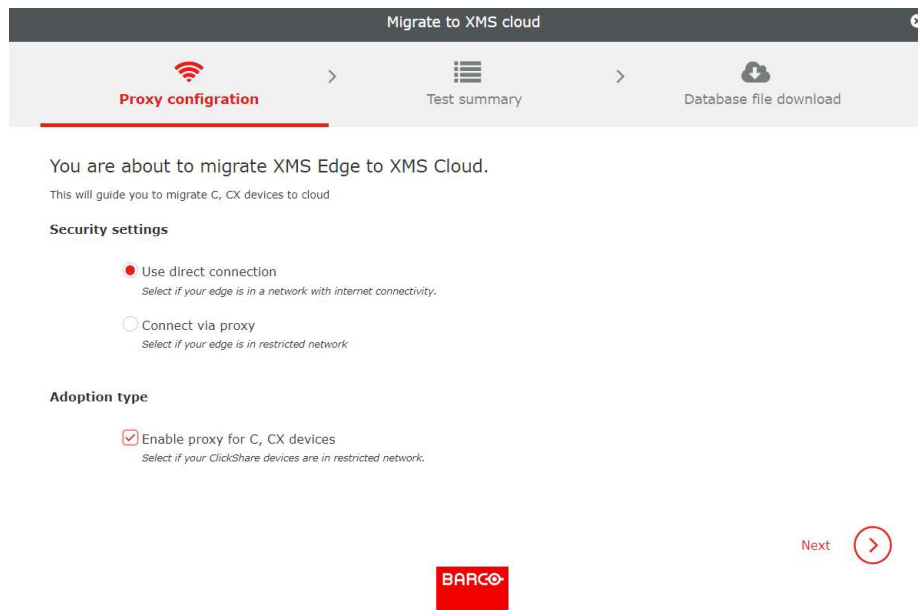 Migrate to XMS cloud
Proxy configration
Test summary
Database file download
You are about to migrate XMS Edge to XMS Cloud.
This will guide you to migrate C, CX devices to cloud
Security settings
Use direct connection
Select if your edge is in a network with internet connectivity.
Connect via proxy
Select if your edge is in restricted network
Adoption type
Enable proxy for C, CX devices
Select if your ClickShare devices are in restricted network.
Next
BARCO